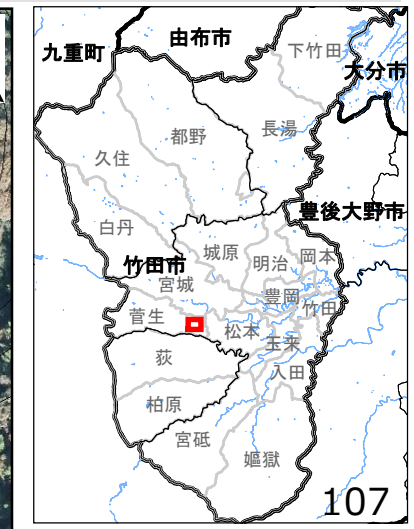 由布市
九重町
下竹田
大分市
都野
長湯
久住
豊後大野市
白丹
城原
岡本
明治
竹田市
宮城
豊岡
竹田
菅生
松本
玉来
荻
入田
柏原
宮砥
嫗獄
107